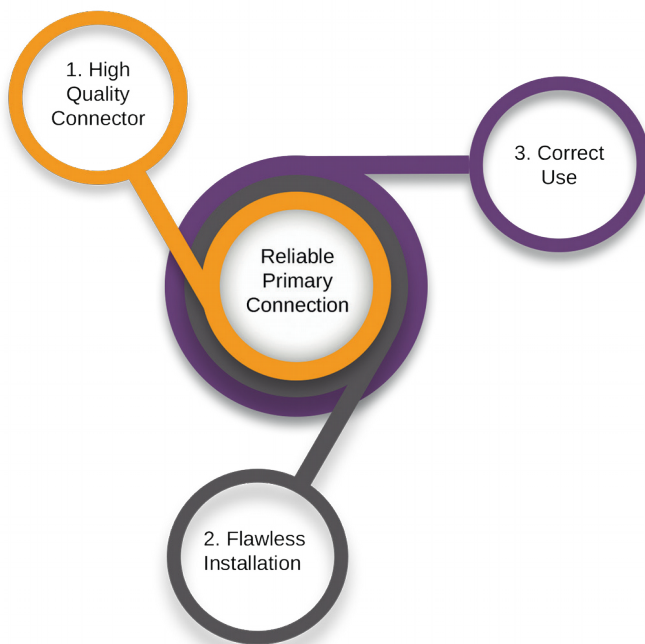 1. High
Quality
Connector
3. Correct
Use
Reliable
Primary
Connection
2. Flawless
Installation